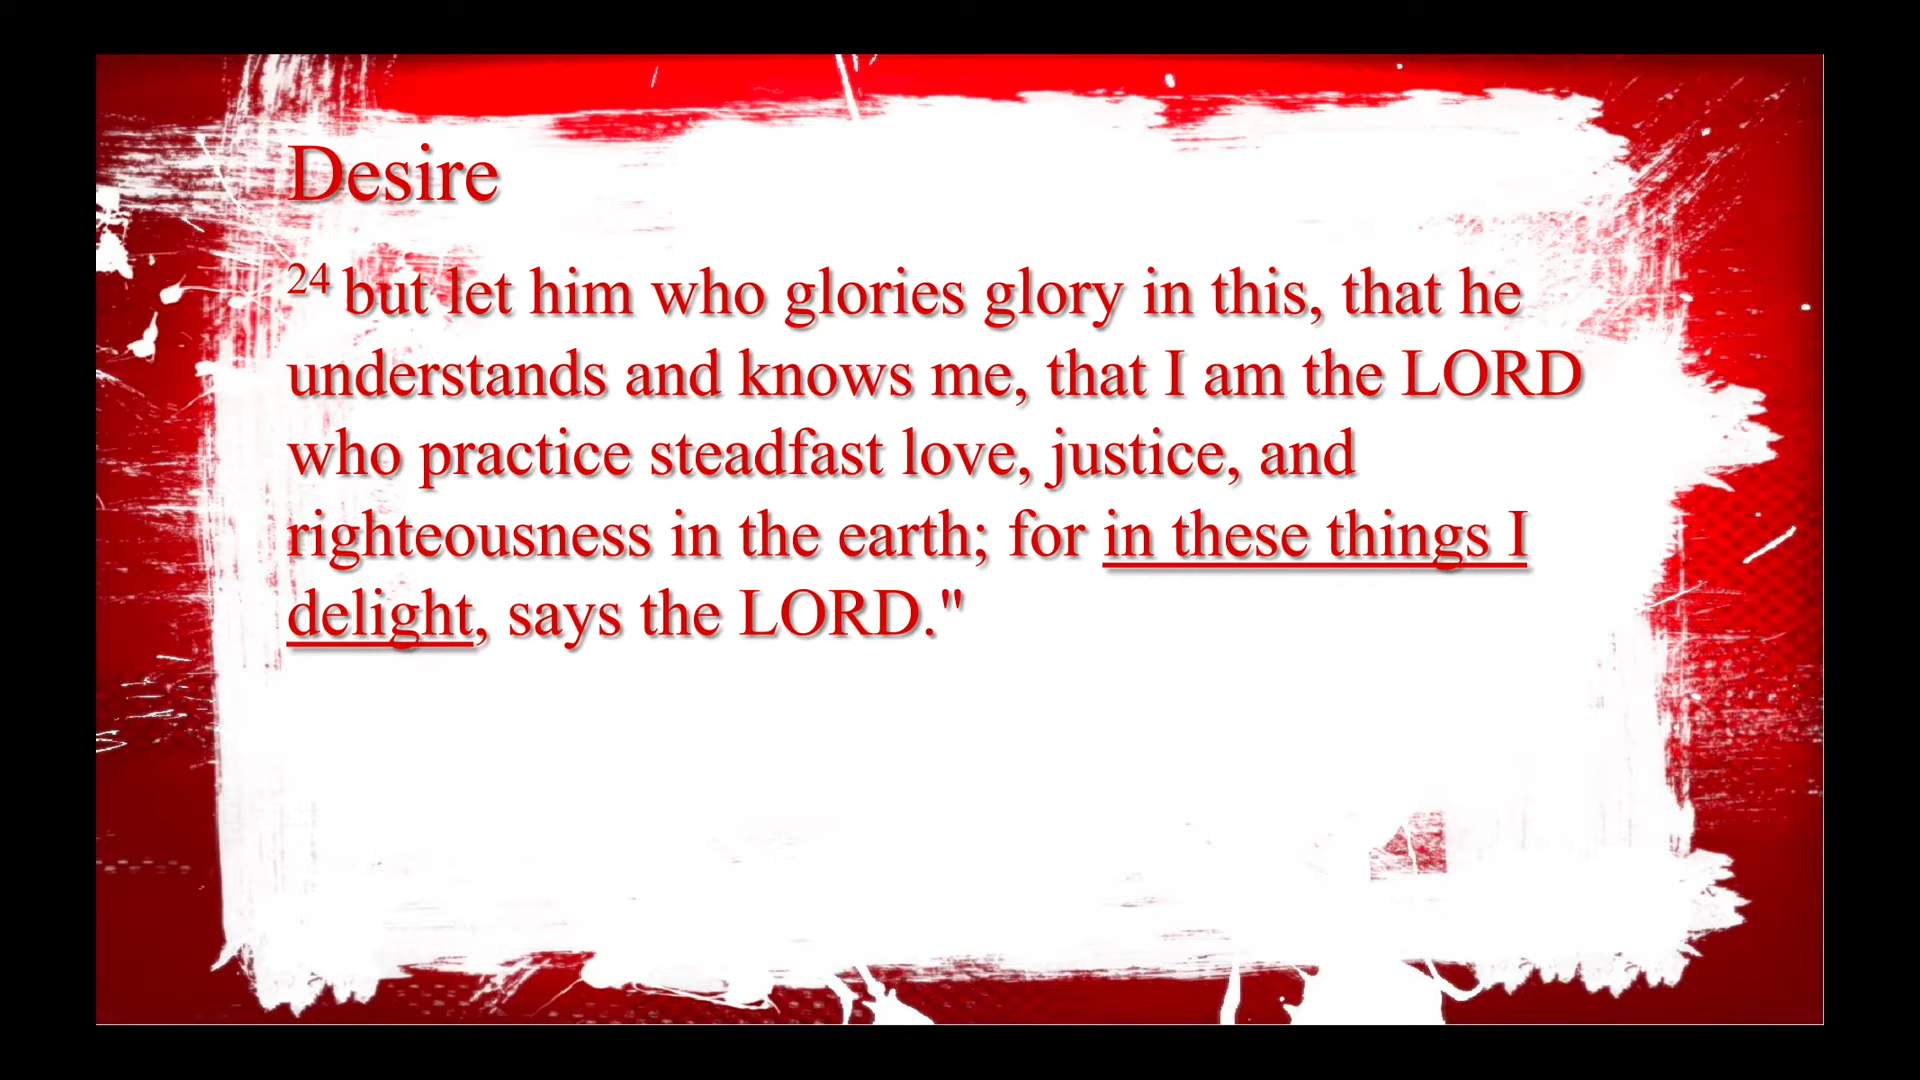 Desire
24 but let him who glories glory in this, that he
understands and knows me, that I am the LORD
who practice steadfast love, justice, and
righteousness in the earth; for in these things I
delight, says the LORD."